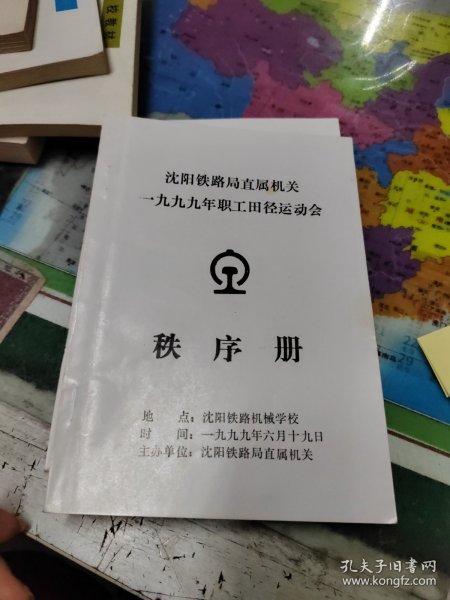 沈阳铁路局直属机关
一九九九年职工田径运动会
秩序册
地 点：沈阳铁路机械学校
时 间：一九九九年六月十九日
主办单位：沈阳铁路局直属机关
孔夫子旧书网
www.kongfz.com